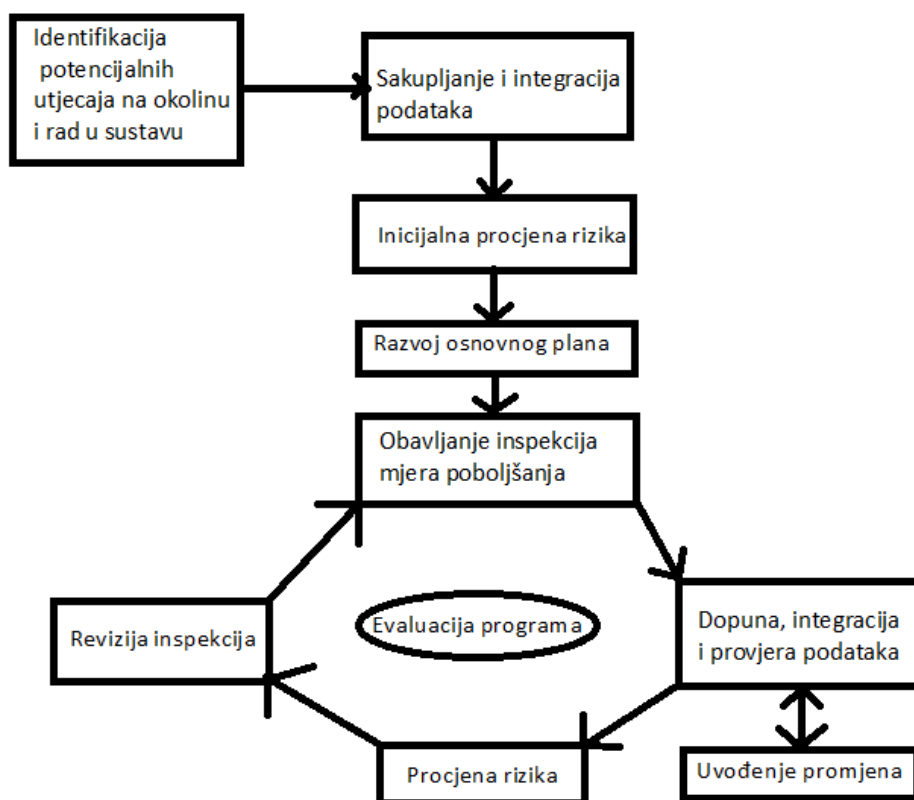 Identifikacija
potencijalnih
utjecaja na okolinu
i rad u sustavu
Sakupljanje i integracija
podataka
Inicijalna procjena rizika
Razvoj osnovnog plana
Obavljanje inspekcija
mjera poboljšanja
Dopuna, integracija
i provjera podataka
Uvođenje promjena
Procjena rizika
Revizija inspekcija
Evaluacija programa